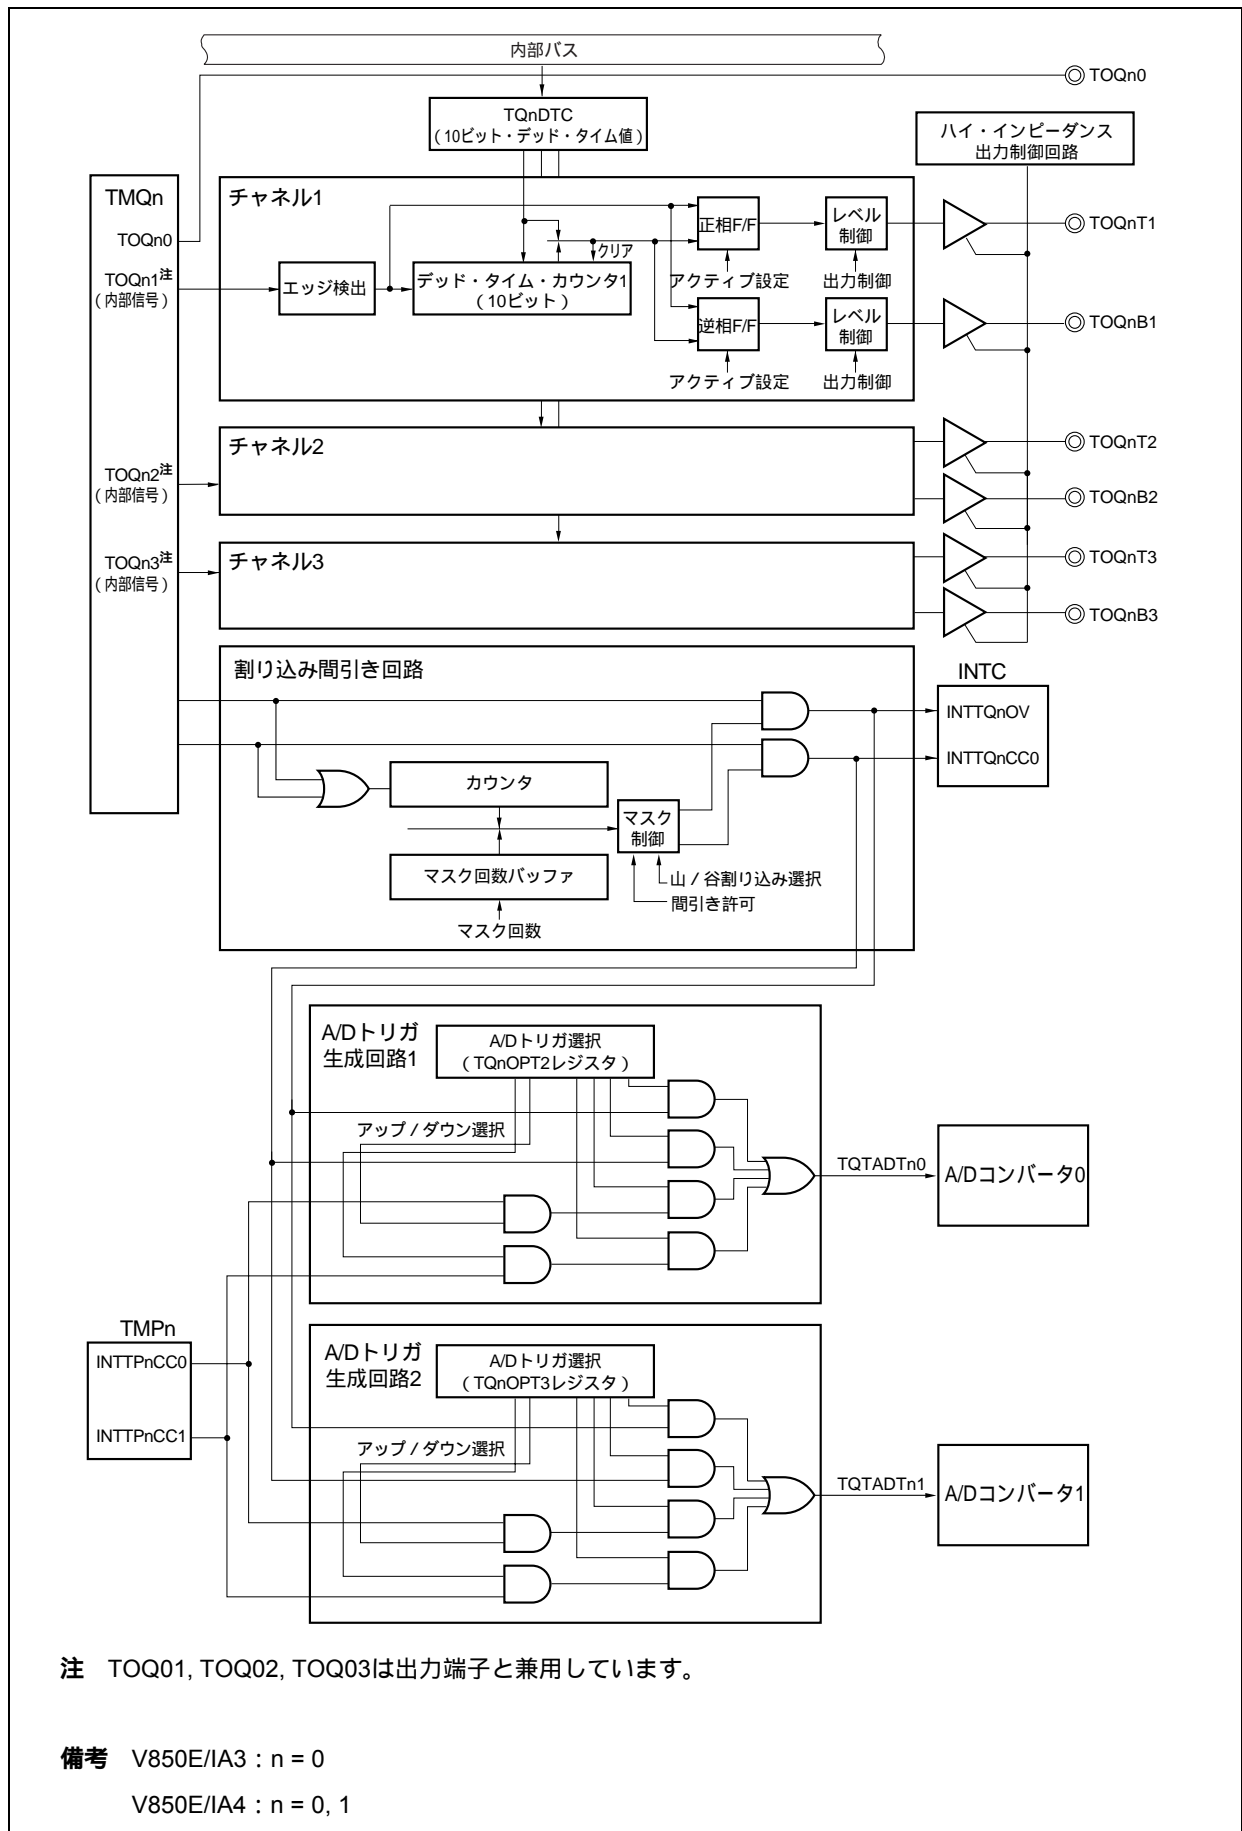 内部バス
TOQn0
TQnDTC
(10ビット・デッド・タイム値)
ハイ・インピーダンス
出力制御回路
TMQn
TOQn0
TOQn1注
(内部信号)
TOQn2注
(内部信号)
TOQn3注
(内部信号)
チャネル1
エッジ検出
デッド・タイム・カウンタ1
(10ビット)
クリア
正相F/F
アクティブ設定
レベル
制御
出力制御
逆相F/F
アクティブ設定
レベル
制御
出力制御
TOQnT1
TOQnB1
チャネル2
TOQnT2
TOQnB2
チャネル3
TOQnT3
TOQnB3
割り込み間引き回路
カウンタ
マスク回数バッファ
マスク回数
マスク
制御
山/谷割り込み選択
間引き許可
INTC
INTTQnOV
INTTQnCC0
A/Dトリガ
生成回路1
A/Dトリガ選択
(TQnOPT2レジスタ)
アップ/ダウン選択
TQTADTn0
A/Dコンバータ0
TMPn
INTTPnCC0
INTTPnCC1
A/Dトリガ
生成回路2
A/Dトリガ選択
(TQnOPT3レジスタ)
アップ/ダウン選択
TQTADTn1
A/Dコンバータ1
注 TOQ01, TOQ02, TOQ03は出力端子と兼用しています。
備考 V850E/IA3:n = 0
V850E/IA4:n = 0, 1